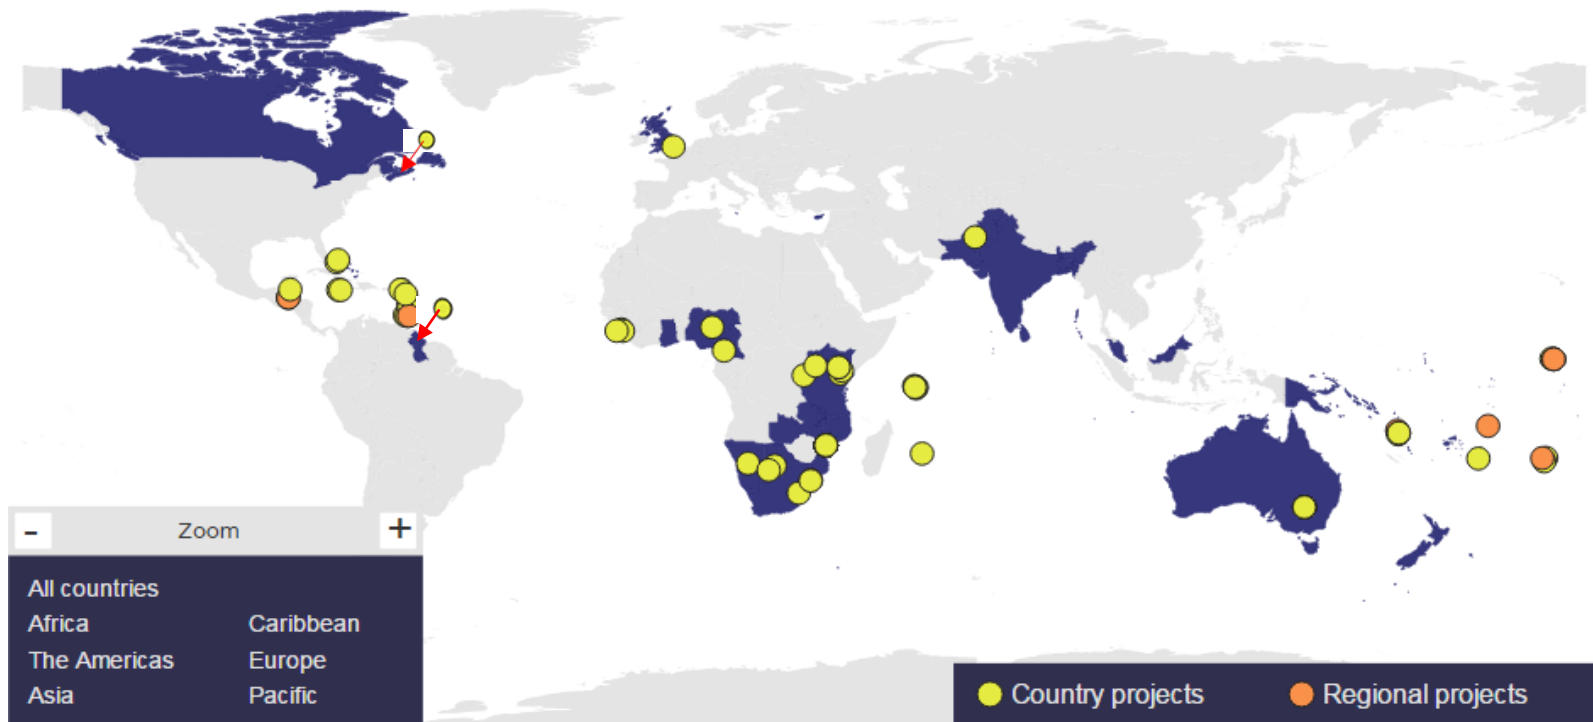 - Zoom +
All countries
Africa Caribbean
The Americas Europe
Asia Pacific
Country projects Regional projects